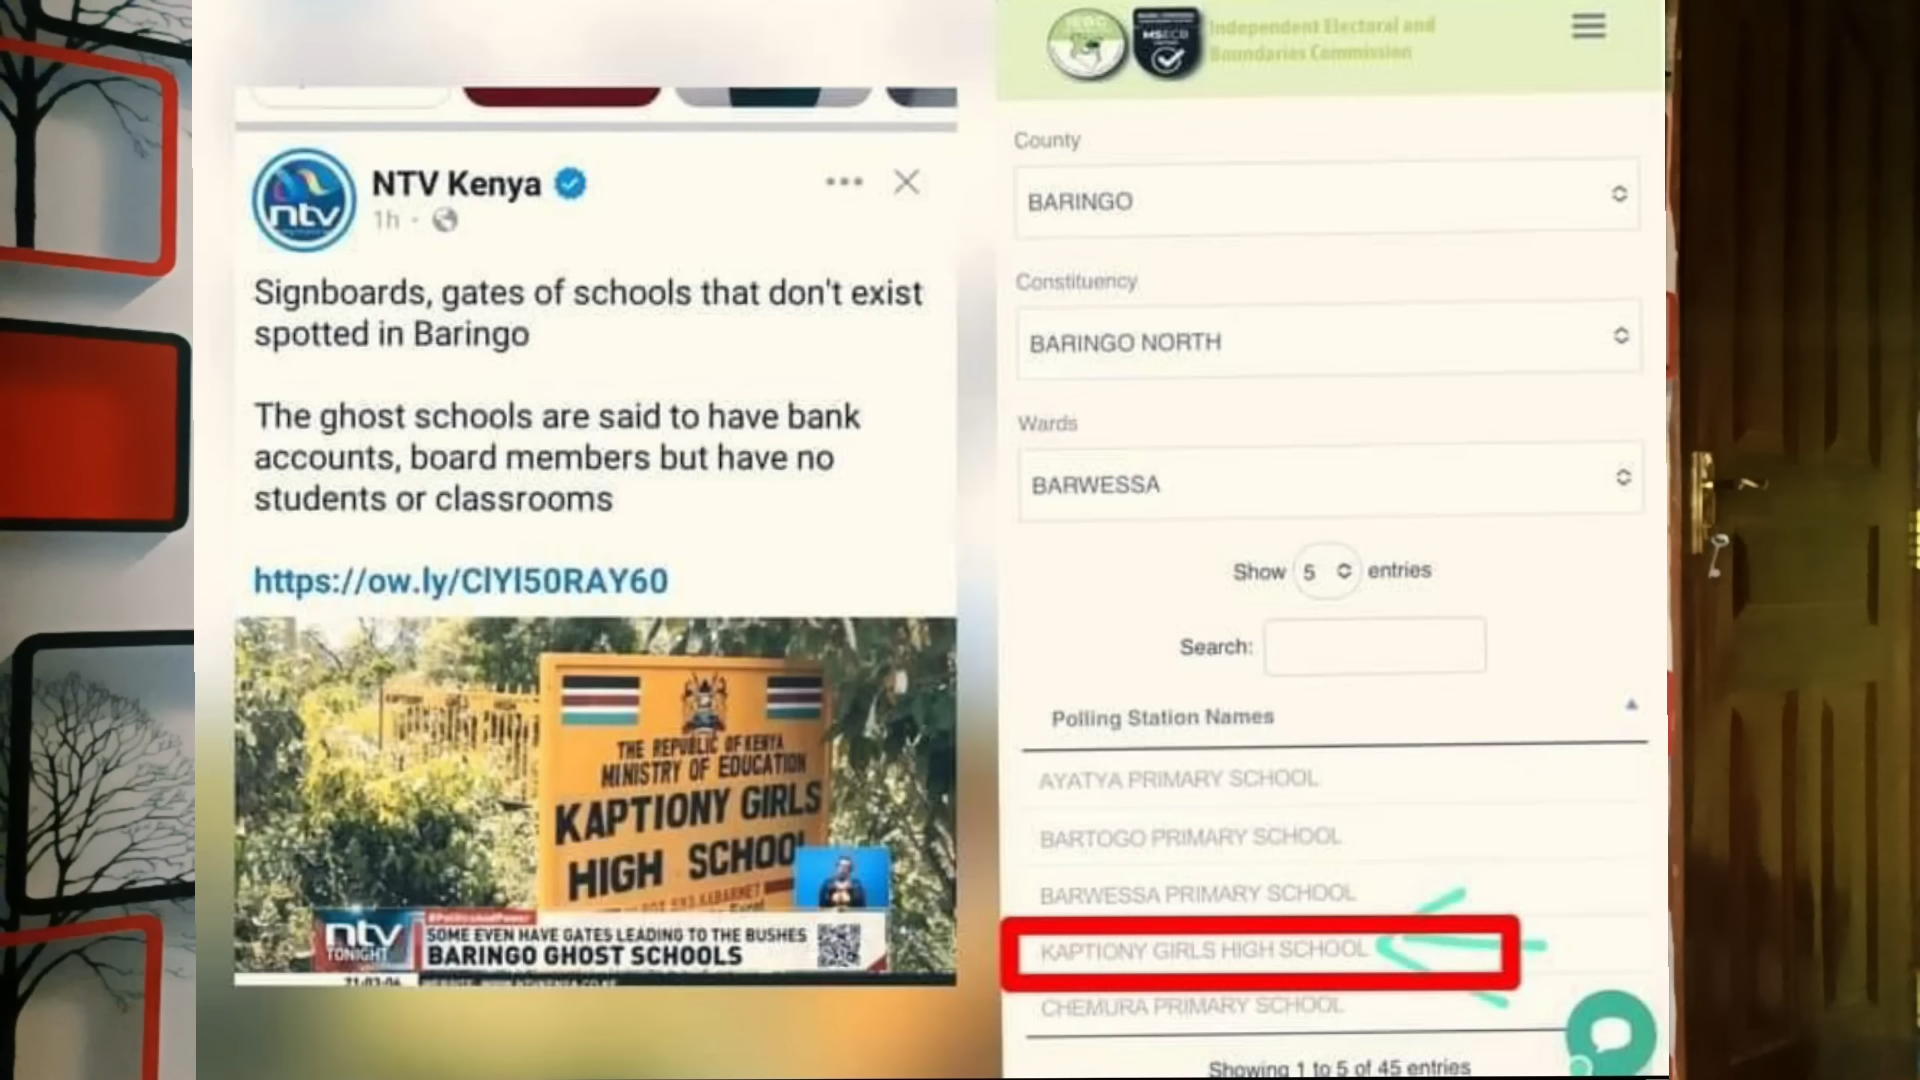 NTV Kenya
1h
ntv
Signboards, gates of schools that don't exist
spotted in Baringo
The ghost schools are said to have bank
accounts, board members but have no
students or classrooms
https://ow.ly/ClYl50RAY60
THE REPUBLIC OF KENYA
MINISTRY OF EDUCATION
KAPTIONY GIRLS
HIGH SCHOOL
KABARNET
#PoliticsAndPower
ntv
TONIGHT
SOME EVEN HAVE GATES LEADING TO THE BUSHES
BARINGO GHOST SCHOOLS
Independent Electoral and
Boundaries Commission
County
BARINGO
Constituency
BARINGO NORTH
Wards
BARWESSA
Show 5 entries
Search:
Polling Station Names
AYATYA PRIMARY SCHOOL
BARTOGO PRIMARY SCHOOL
BARWESSA PRIMARY SCHOOL
KAPTIONY GIRLS HIGH SCHOOL
CHEMURA PRIMARY SCHOOL
Showing 1 to 5 of 45 entries